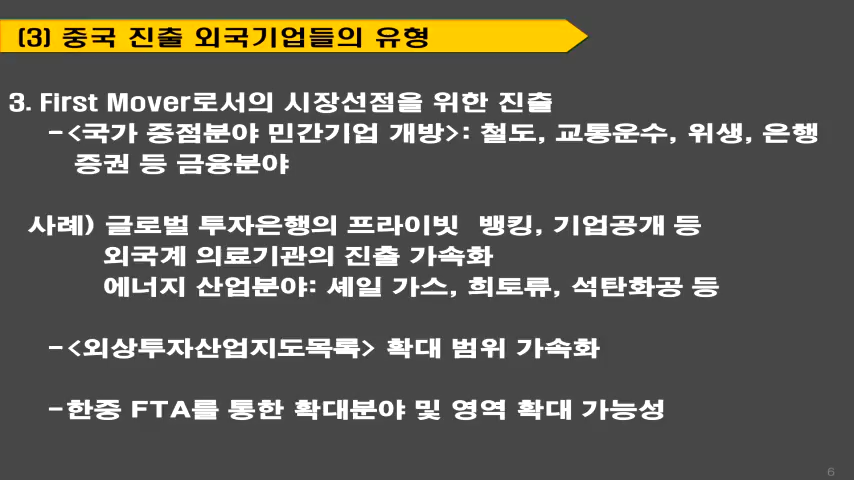 (3) 중국 진출 외국기업들의 유형
3. First Mover로서의 시장선점을 위한 진출
-<국가 중점분야 민간기업 개방>: 철도, 교통운수, 위생, 은행
증권 등 금융분야
사례) 글로벌 투자은행의 프라이빗 뱅킹, 기업공개 등
외국계 의료기관의 진출 가속화
에너지 산업분야: 셰일 가스, 희토류, 석탄화공 등
-<외상투자산업지도목록> 확대 범위 가속화
-한중 FTA를 통한 확대분야 및 영역 확대 가능성
6